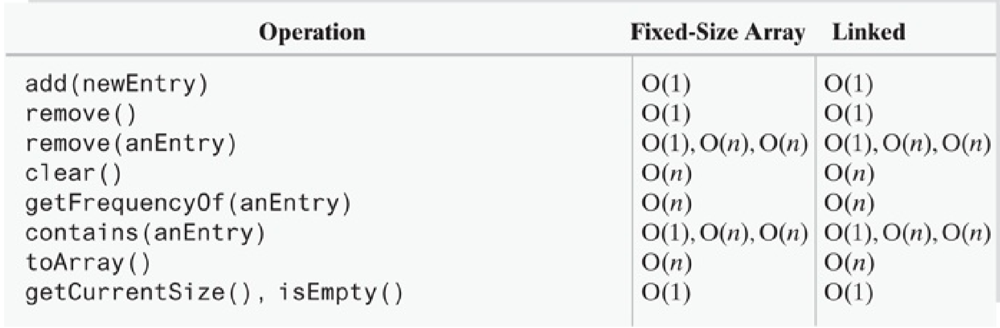 Operation Fixed-Size Array Linked
add(newEntry) O(1) O(1)
remove() O(1) O(1)
remove(anEntry) O(1), O(n), O(n) O(1), O(n), O(n)
clear() O(n) O(n)
getFrequencyOf(anEntry) O(n) O(n)
contains(anEntry) O(1), O(n), O(n) O(1), O(n), O(n)
toArray() O(n) O(n)
getCurrentSize(), isEmpty() O(1) O(1)